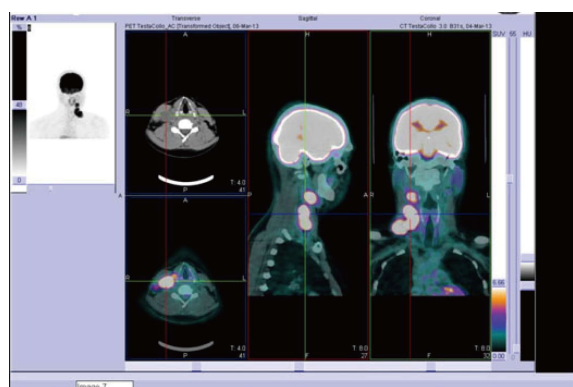 Row A 1
Transverse
Sagittal
Coronal
PET TestaCollo_AC [Transformed Object], 06-Mar-13
CT TestaCollo 3.0 B31s, 04-Mar-13
SUV 55
HU
%
40
0
A
H
H
R
L
A
P
R
L
T: 4.0
P
41
A
R
L
T: 4.0
P
41
T: 8.0
F
27
T: 8.0
F
32
6.66
0.00
Image 7